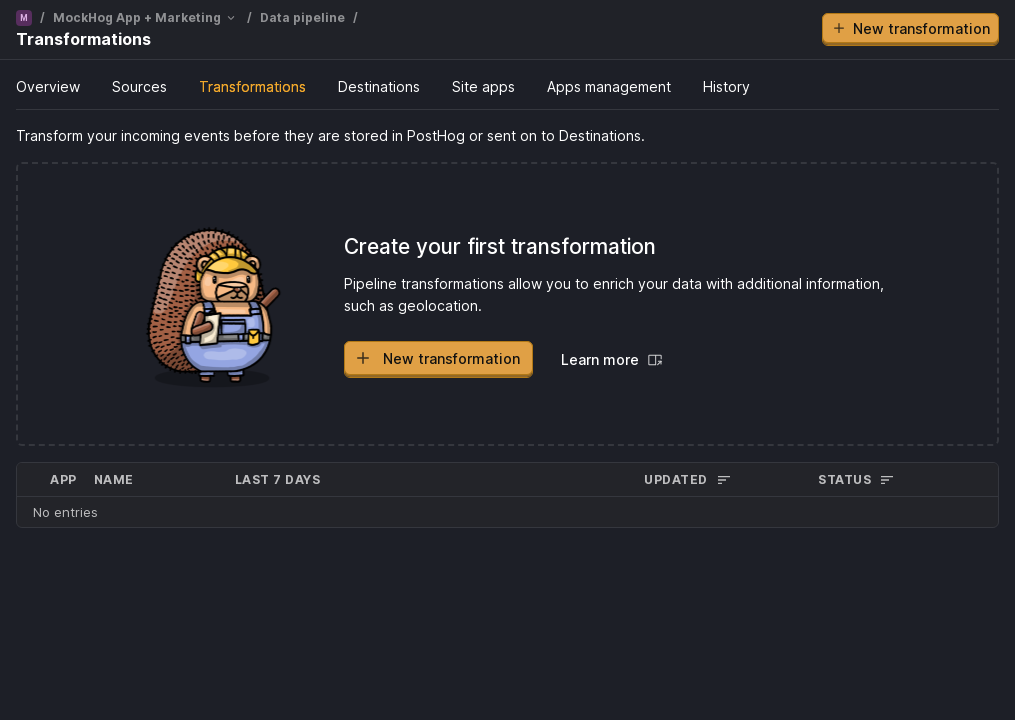 M / MockHog App + Marketing / Data pipeline /
Transformations
New transformation
Overview Sources Transformations Destinations Site apps Apps management History
Transform your incoming events before they are stored in PostHog or sent on to Destinations.
Create your first transformation
Pipeline transformations allow you to enrich your data with additional information,
such as geolocation.
New transformation Learn more
APP NAME LAST 7 DAYS UPDATED STATUS
No entries